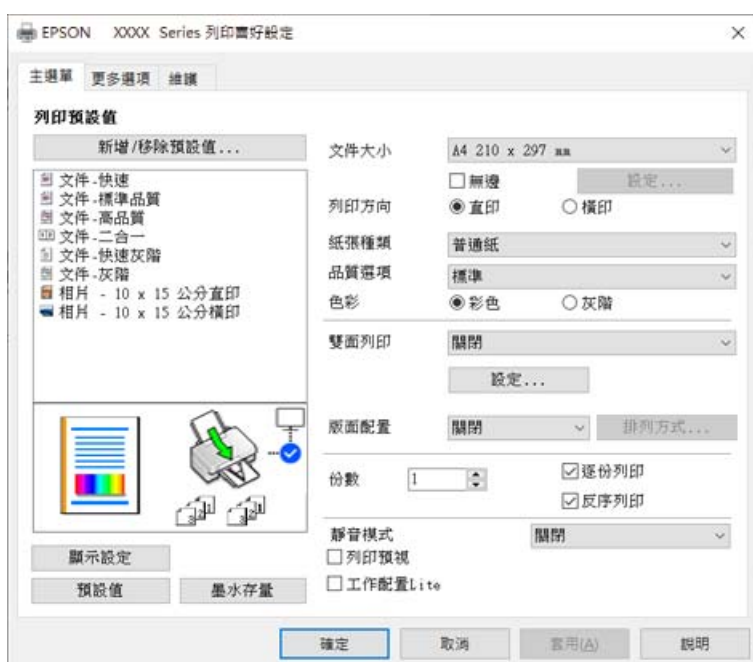 EPSON XXXX Series 列印喜好設定
主選單 更多選項 維護
列印預設值
新增/移除預設值...
文件-快速
文件-標準品質
文件-高品質
文件-二合一
文件-快速灰階
文件-灰階
相片 - 10 x 15 公分直印
相片 - 10 x 15 公分橫印
顯示設定
預設值 墨水存量
文件大小 A4 210 x 297 mm
無邊 設定...
列印方向 直印 橫印
紙張種類 普通紙
品質選項 標準
色彩 彩色 灰階
雙面列印 關閉
設定...
版面配置 關閉 排列方式...
份數 1 逐份列印
反序列印
靜音模式 關閉
列印預視
工作配置Lite
確定 取消 套用(A) 說明